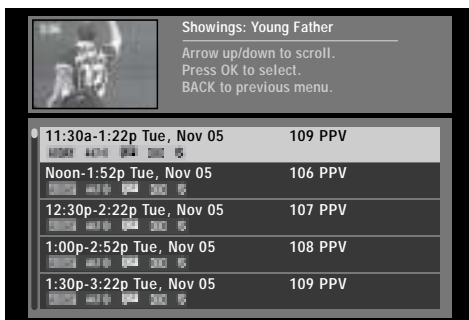 Showings: Young Father
Arrow up/down to scroll.
Press OK to select.
BACK to previous menu.
11:30a-1:22p Tue, Nov 05 109 PPV
Noon-1:52p Tue, Nov 05 106 PPV
12:30p-2:22p Tue, Nov 05 107 PPV
1:00p-2:52p Tue, Nov 05 108 PPV
1:30p-3:22p Tue, Nov 05 109 PPV